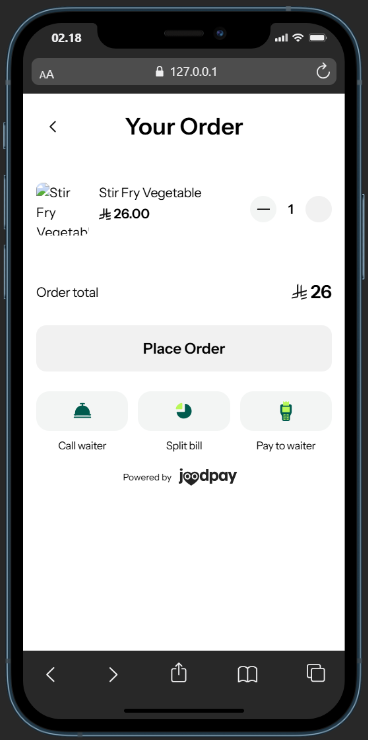 02.18
AA
127.0.0.1
Your Order
Stir
Fry
Vegetabl
Stir Fry Vegetable
⃁ 26.00
1
Order total
⃁ 26
Place Order
Call waiter
Split bill
Pay to waiter
Powered by joodpay